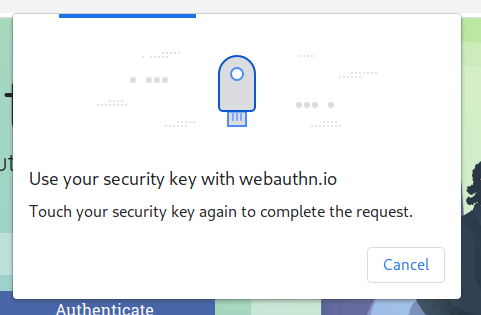 Use your security key with webauthn.io
Touch your security key again to complete the request.
Cancel
Authenticate